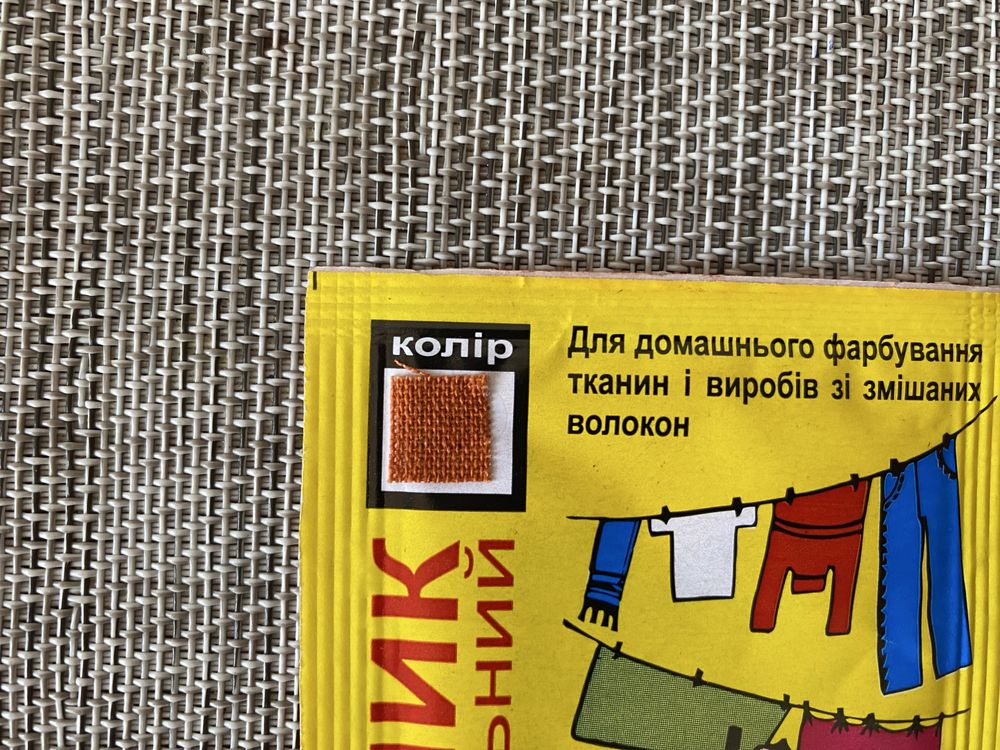 колір
Для домашнього фарбування
тканин і виробів зі змішаних
волокон